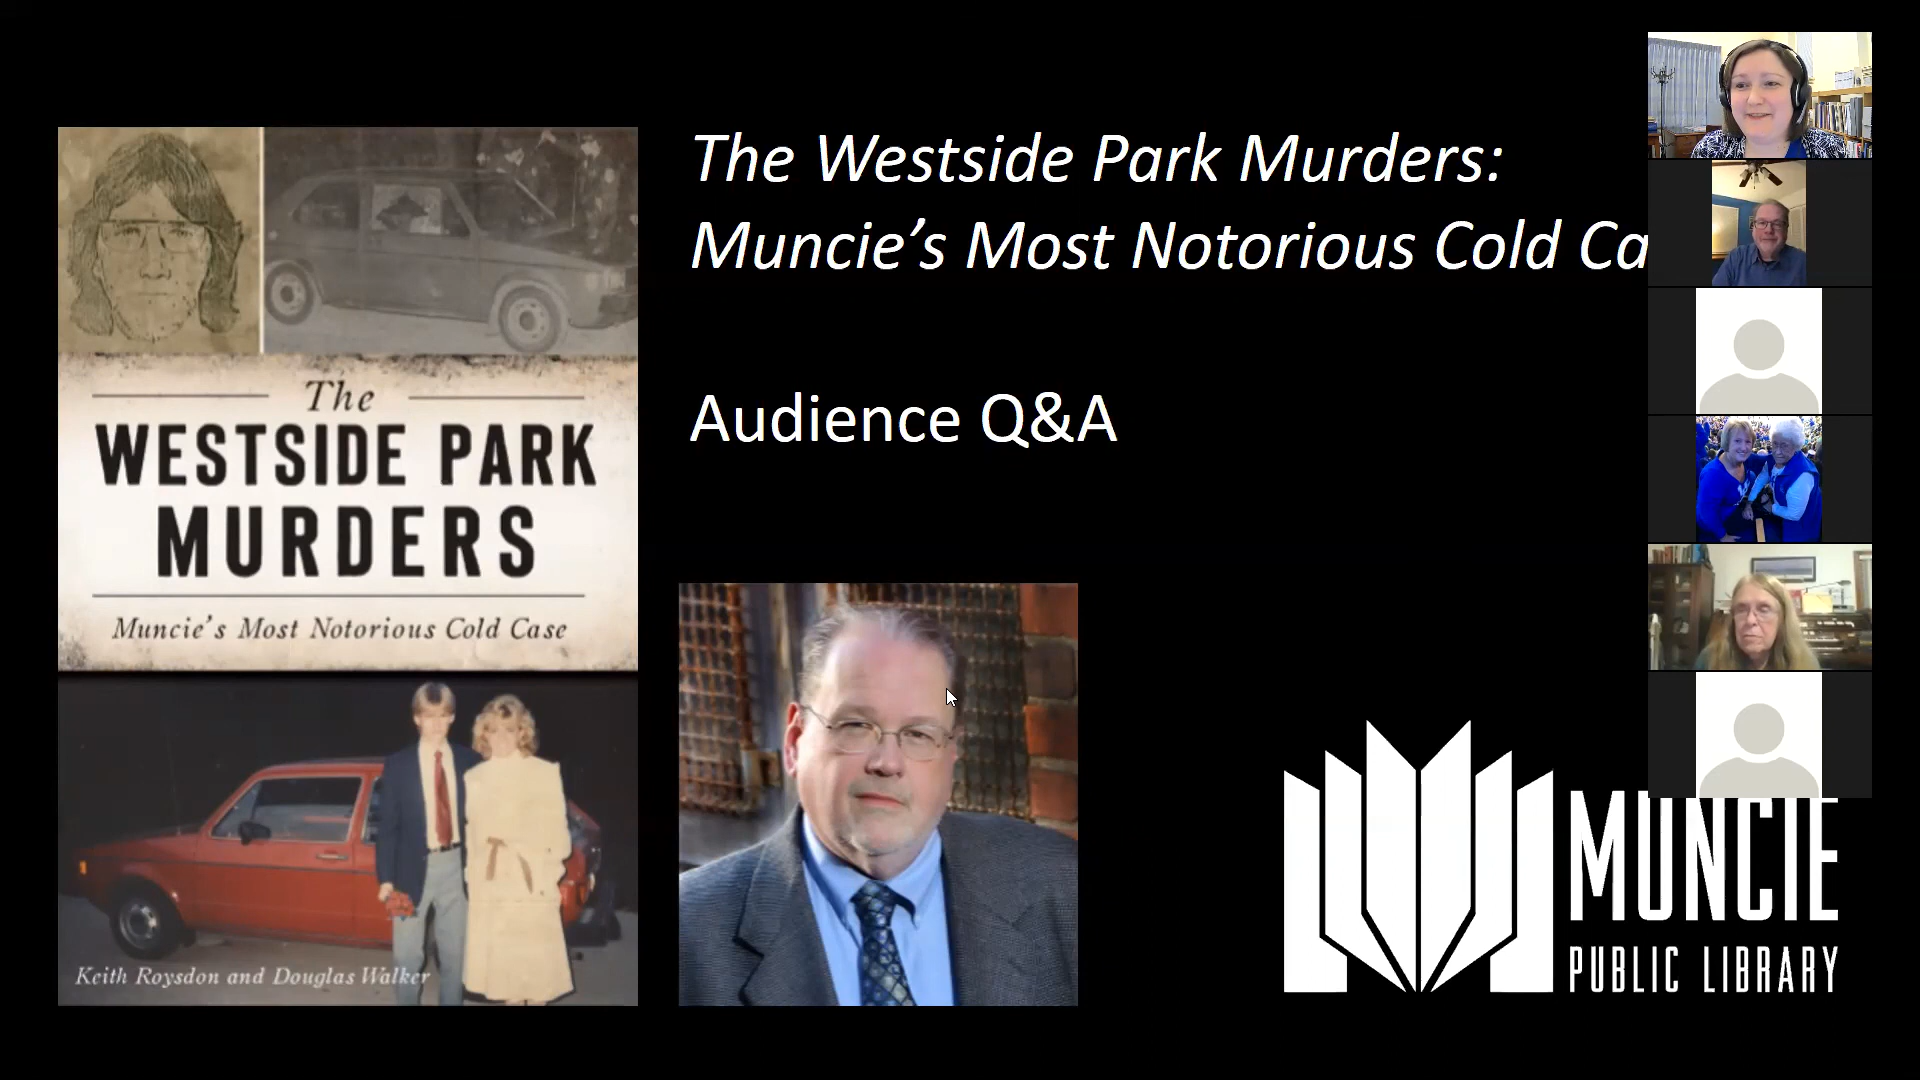 The Westside Park Murders:
Muncie's Most Notorious Cold Ca
Audience Q&A
The
WESTSIDE PARK
MURDERS
Muncie's Most Notorious Cold Case
Keith Roysdon and Douglas Walker
MUNCIE
PUBLIC LIBRARY